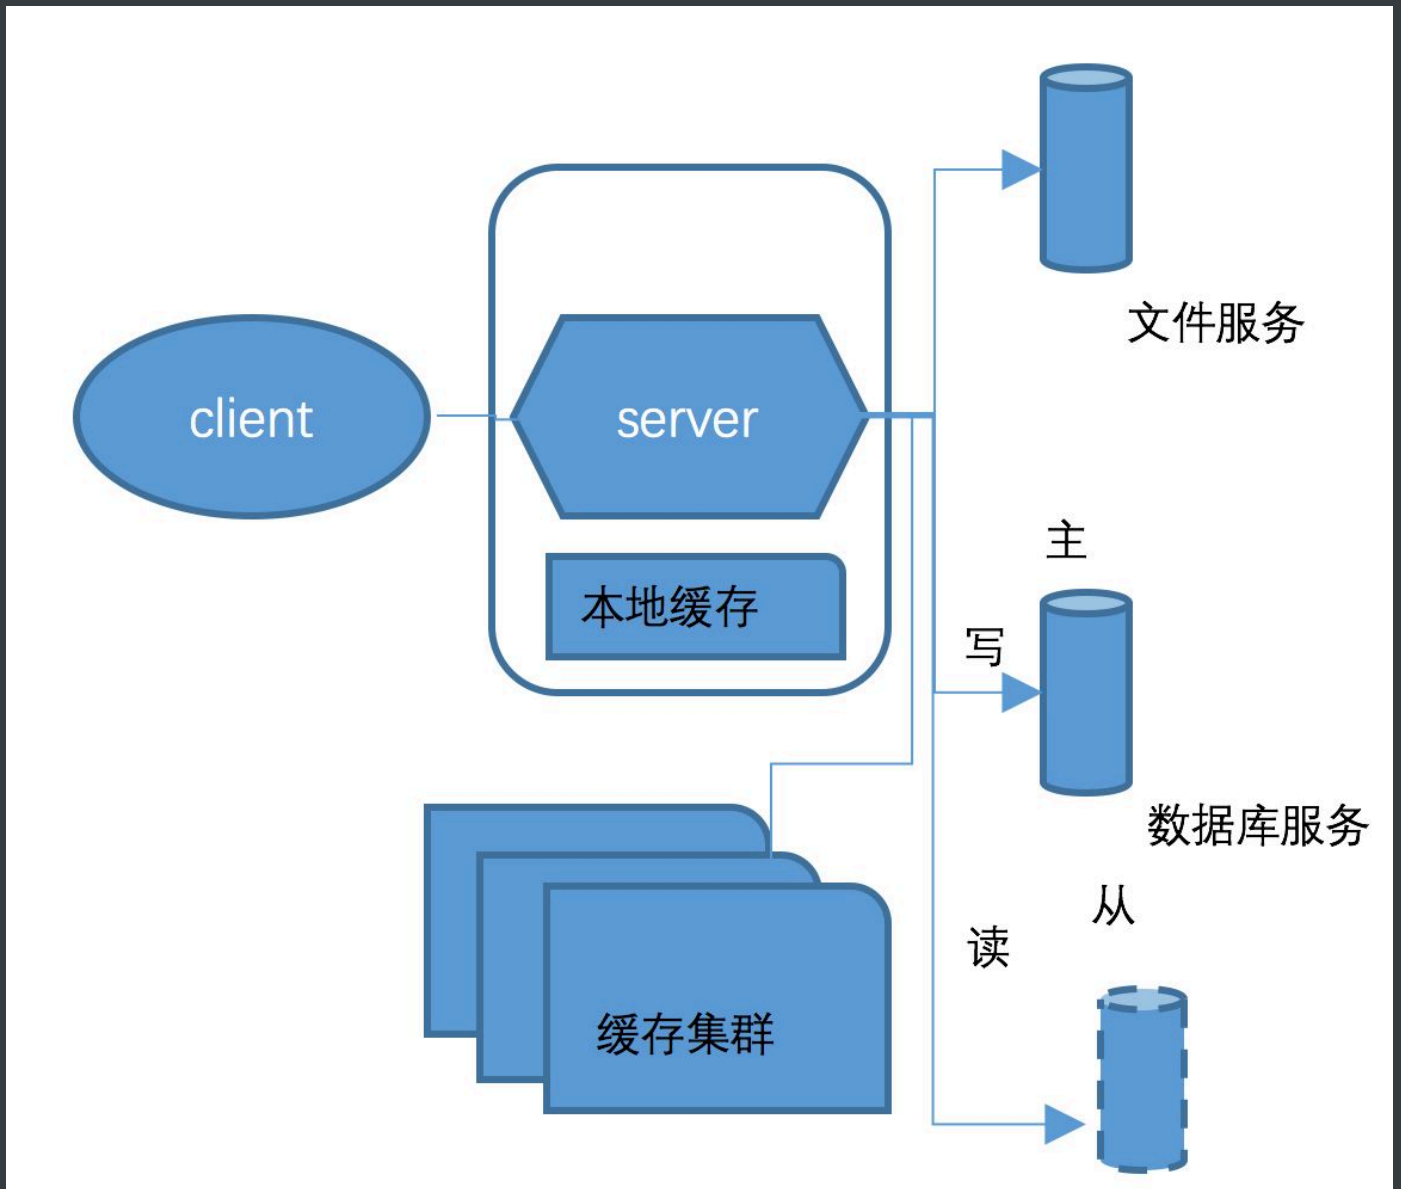 文件服务
client
server
主
本地缓存
写
数据库服务
从
读
缓存集群